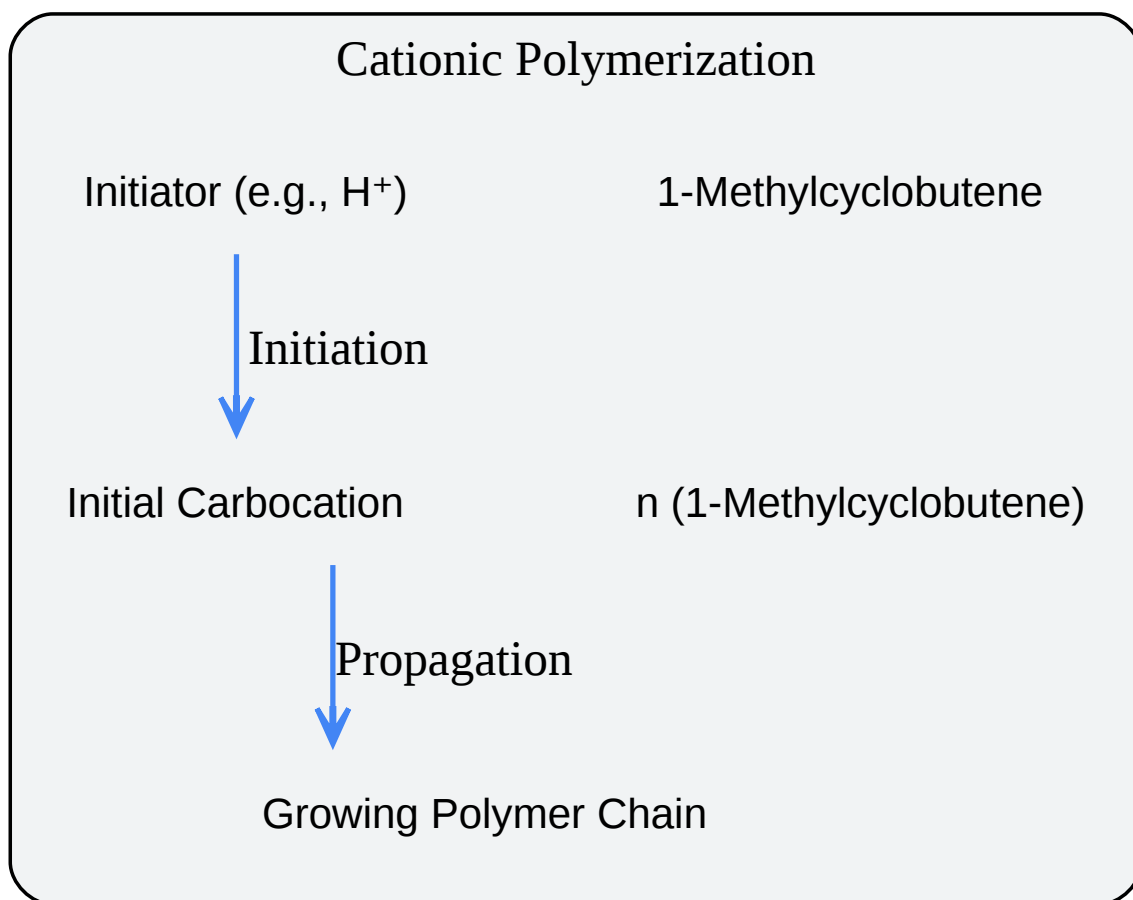 Cationic Polymerization
Initiator (e.g., H⁺)
1-Methylcyclobutene
Initiation
Initial Carbocation
n (1-Methylcyclobutene)
Propagation
Growing Polymer Chain